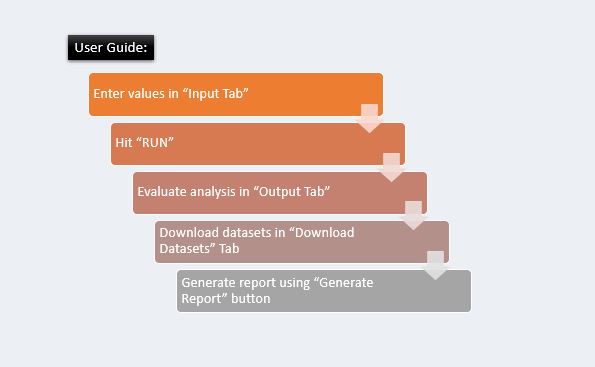 User Guide:
Enter values in “Input Tab”
Hit “RUN”
Evaluate analysis in “Output Tab”
Download datasets in “Download
Datasets” Tab
Generate report using “Generate
Report” button